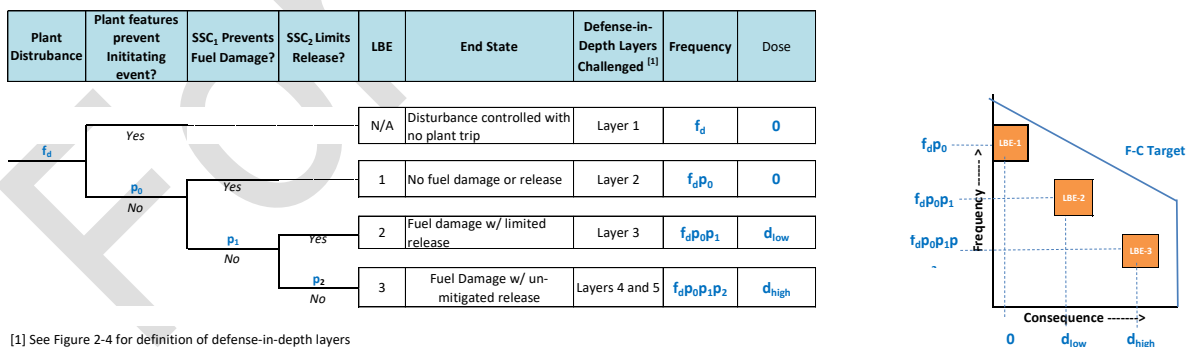 Plant
Distrubance
Plant features
prevent
Inititating
event?
SSC1 Prevents
Fuel Damage?
SSC2 Limits
Release?
LBE
End State
Defense-in-
Depth Layers
Challenged [1]
Frequency
Dose
fd
Yes
N/A
Disturbance controlled with
no plant trip
Layer 1
fd
0
p0
No
Yes
1
No fuel damage or release
Layer 2
fdp0
0
p1
No
Yes
2
Fuel damage w/ limited
release
Layer 3
fdp0p1
dlow
p2
No
3
Fuel Damage w/ un-
mitigated release
Layers 4 and 5
fdp0p1p2
dhigh
[1] See Figure 2-4 for definition of defense-in-depth layers
fdp0
fdp0p1
fdp0p1p
Frequency ------>
LBE-1
LBE-2
LBE-3
F-C Target
Consequence ------->
0
dlow
dhigh